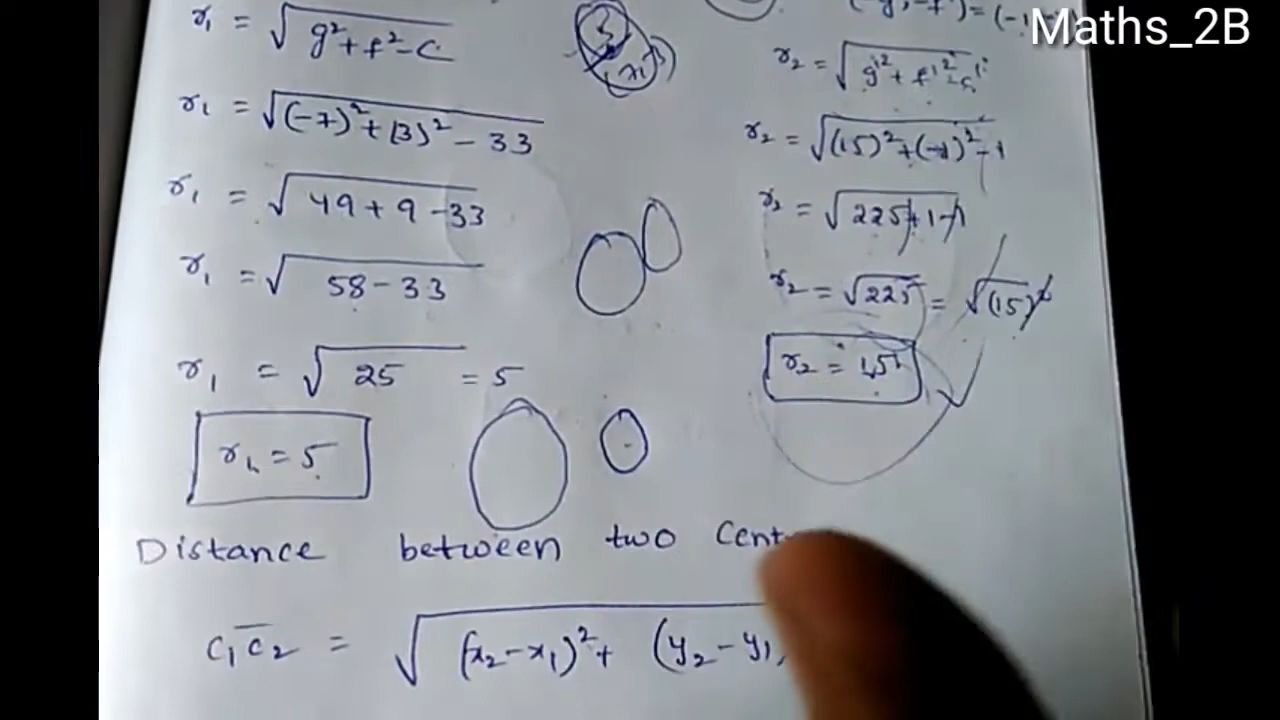 Maths_2B
r₁ = √g²+f²-c
r₁ = √(-7)²+(3)²-33
r₁ = √49+9-33
r₁ = √58-33
r₁ = √25 = 5
r₁ = 5
r₂ = √g'²+f'²-c'
r₂ = √(15)²+(-1)²-1
r₂ = √225+1-1
r₂ = √225 = √(15)²
r₂ = 15
Distance between two
C₁C₂ = √(x₂-x₁)²+(y₂-y₁